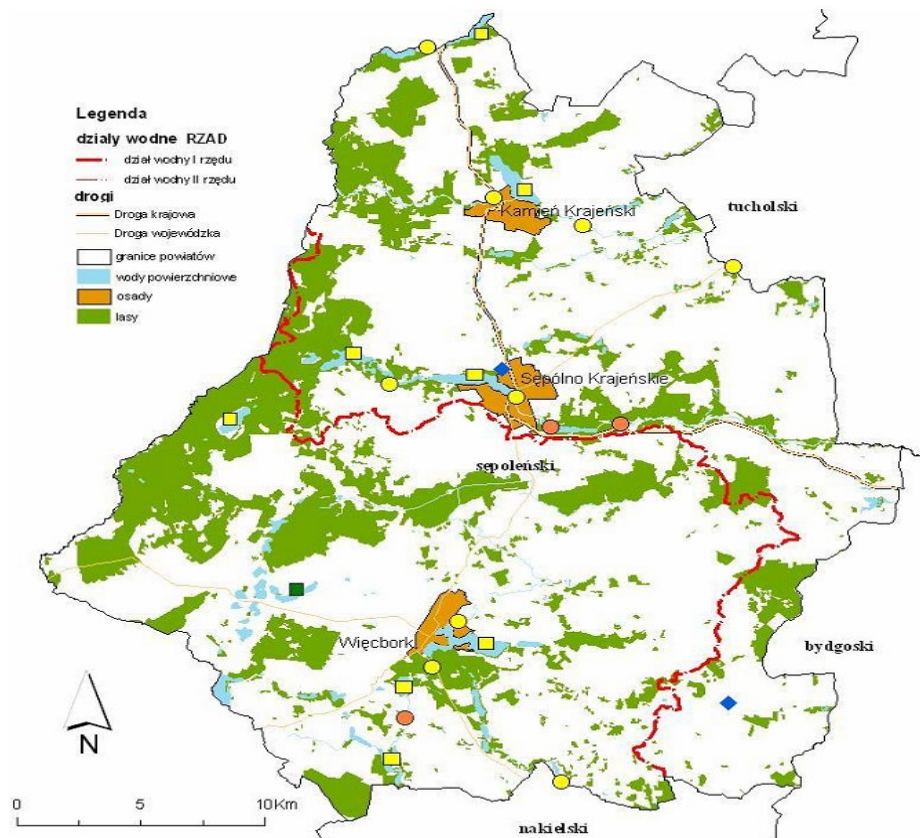 Legenda
działy wodne RZAD
dział wodny I rzędu
dział wodny II rzędu
drogi
Droga krajowa
Droga wojewódzka
granice powiatów
wody powierzchniowe
osady
lasy
Kamień Krajeński
tucholski
Sępólno Krajeńskie
sępoleński
Więcbork
bydgoski
N
0 5 10Km
nakielski